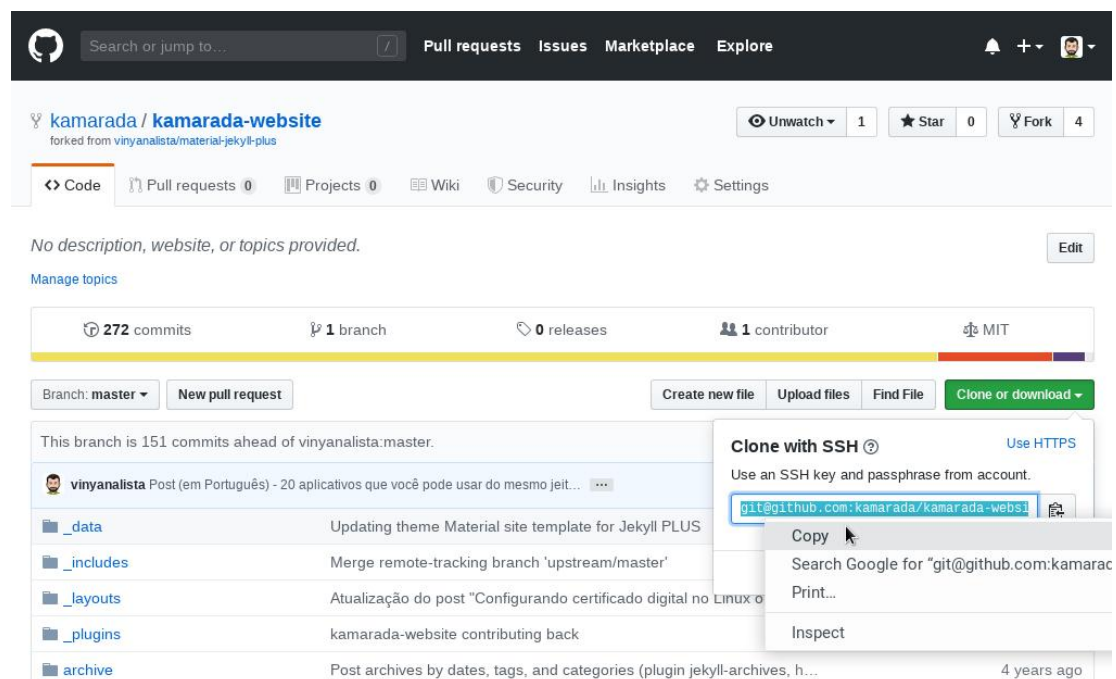 Search or jump to… / Pull requests Issues Marketplace Explore
kamarada / kamarada-website Unwatch 1 Star 0 Fork 4
forked from vinyanalista/material-jekyll-plus
Code Pull requests 0 Projects 0 Wiki Security Insights Settings
No description, website, or topics provided. Edit
Manage topics
272 commits 1 branch 0 releases 1 contributor MIT
Branch: master New pull request Create new file Upload files Find File Clone or download
This branch is 151 commits ahead of vinyanalista:master.
Clone with SSH ? Use HTTPS
Use an SSH key and passphrase from account.
git@github.com:kamarada/kamarada-websi
vinyanalista Post (em Português) - 20 aplicativos que você pode usar do mesmo jeit… …
Copy
Search Google for “git@github.com:kamarad
Print…
Inspect
_data Updating theme Material site template for Jekyll PLUS
_includes Merge remote-tracking branch 'upstream/master'
_layouts Atualização do post "Configurando certificado digital no Linux o
_plugins kamarada-website contributing back
archive Post archives by dates, tags, and categories (plugin jekyll-archives, h… 4 years ago